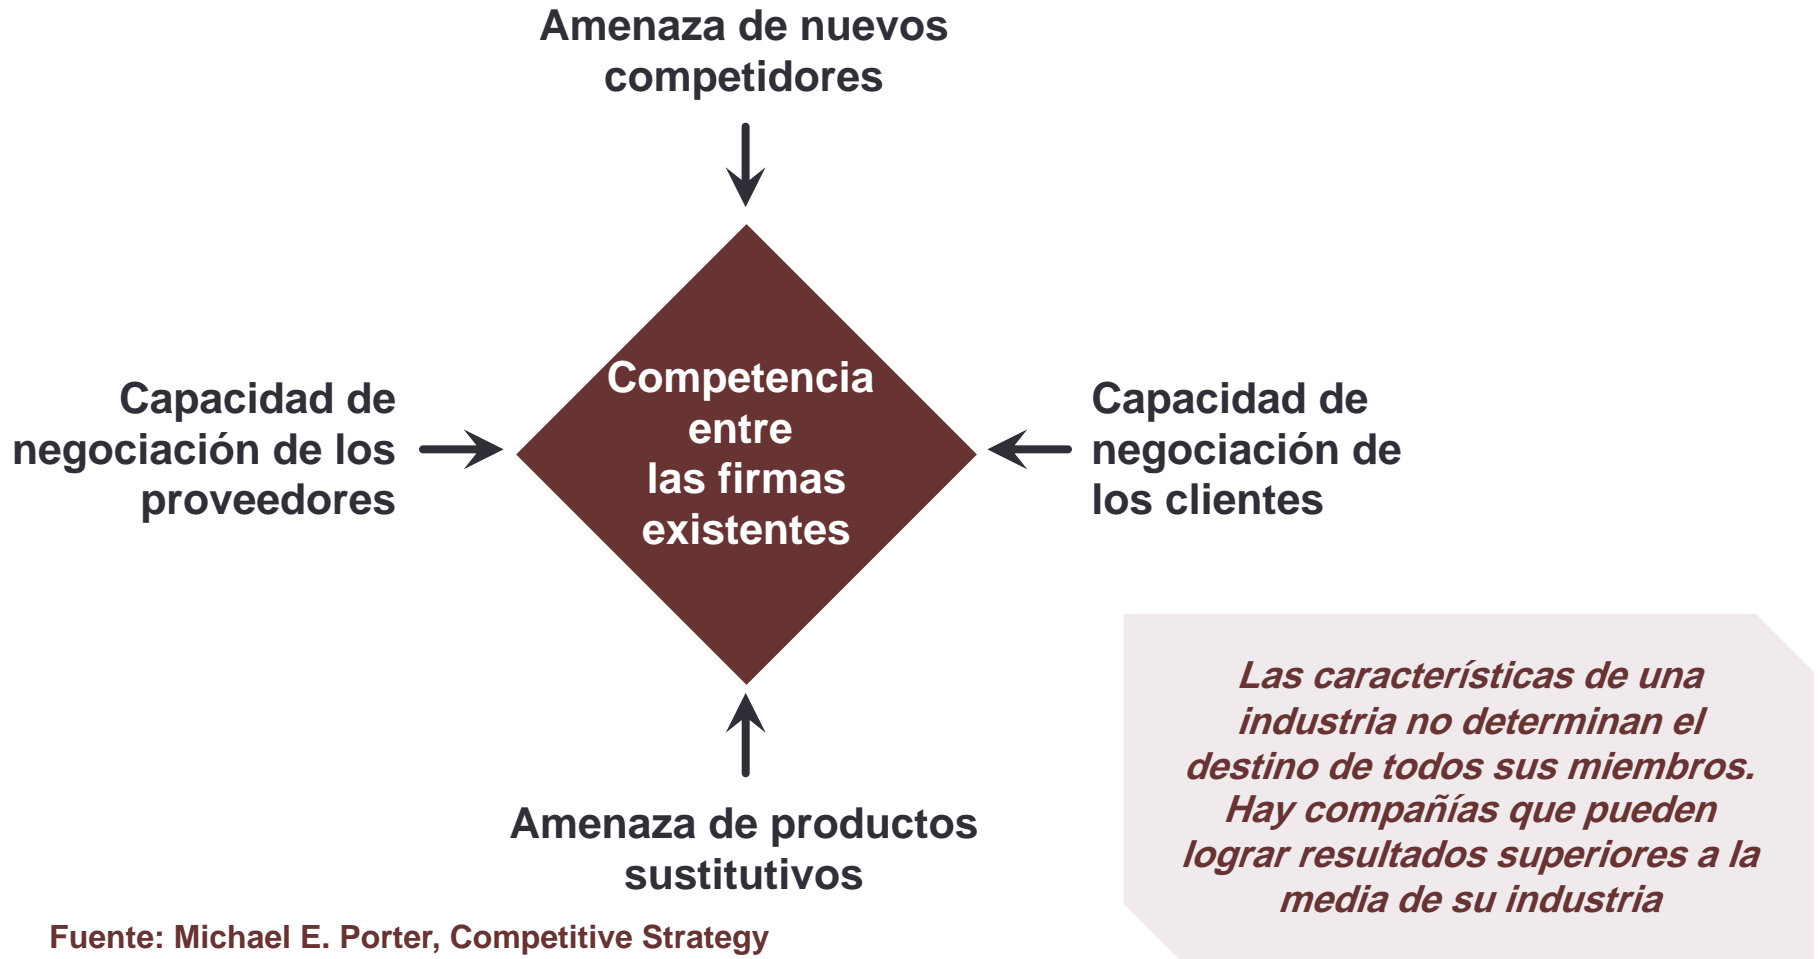 Amenaza de nuevos
competidores
Capacidad de
negociación de los
proveedores
Competencia
entre
las firmas
existentes
Capacidad de
negociación de
los clientes
Amenaza de productos
sustitutivos
Las características de una
industria no determinan el
destino de todos sus miembros.
Hay compañías que pueden
lograr resultados superiores a la
media de su industria
Fuente: Michael E. Porter, Competitive Strategy